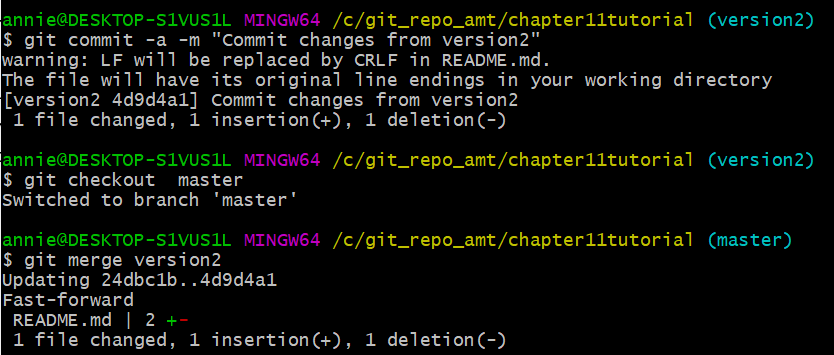 annie@DESKTOP-S1VUS1L MINGW64 /c/git_repo_amt/chapter11tutorial (version2)
$ git commit -a -m "Commit changes from version2"
warning: LF will be replaced by CRLF in README.md.
The file will have its original line endings in your working directory
[version2 4d9d4a1] Commit changes from version2
 1 file changed, 1 insertion(+), 1 deletion(-)

annie@DESKTOP-S1VUS1L MINGW64 /c/git_repo_amt/chapter11tutorial (version2)
$ git checkout  master
Switched to branch 'master'

annie@DESKTOP-S1VUS1L MINGW64 /c/git_repo_amt/chapter11tutorial (master)
$ git merge version2
Updating 24dbc1b..4d9d4a1
Fast-forward
 README.md | 2 +-
 1 file changed, 1 insertion(+), 1 deletion(-)